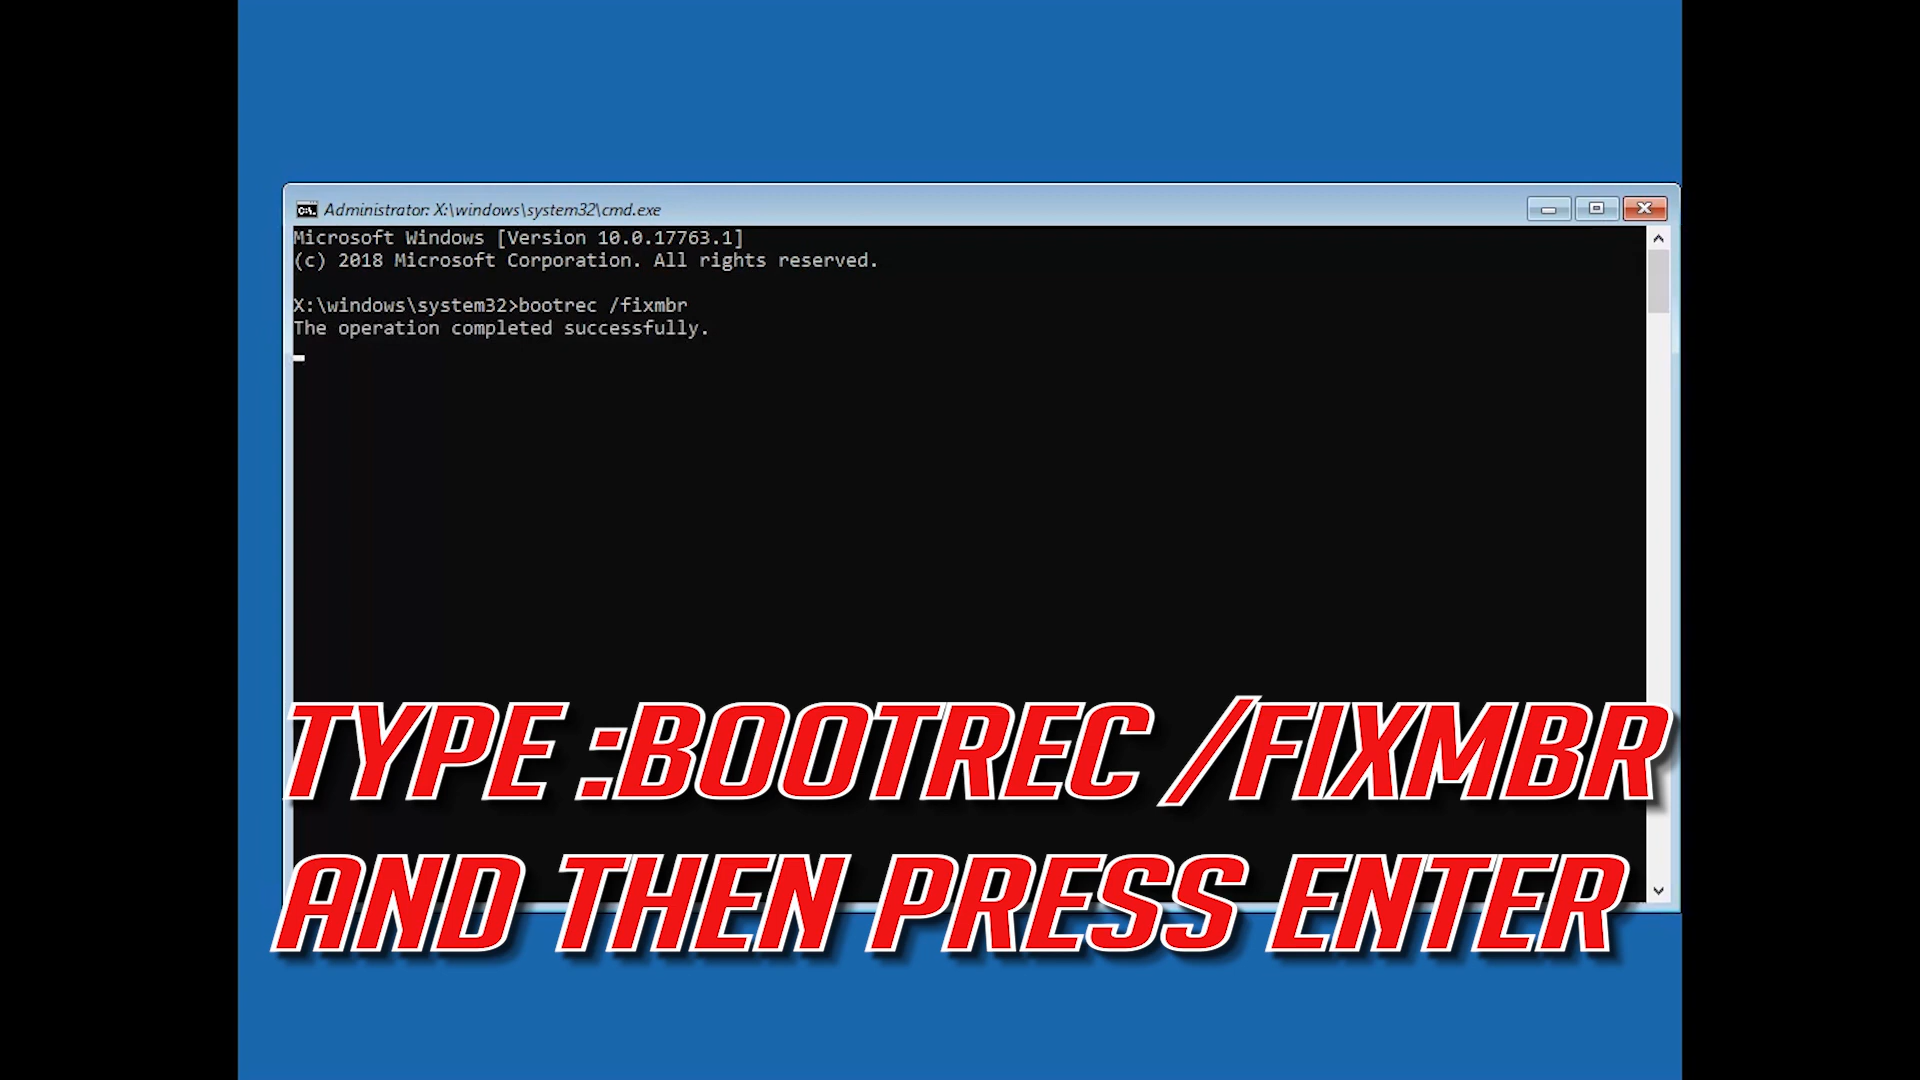 Administrator: X:\windows\system32\cmd.exe
Microsoft Windows [Version 10.0.17763.1]
(c) 2018 Microsoft Corporation. All rights reserved.
X:\windows\system32>bootrec /fixmbr
The operation completed successfully.
TYPE :BOOTREC /FIXMBR
AND THEN PRESS ENTER